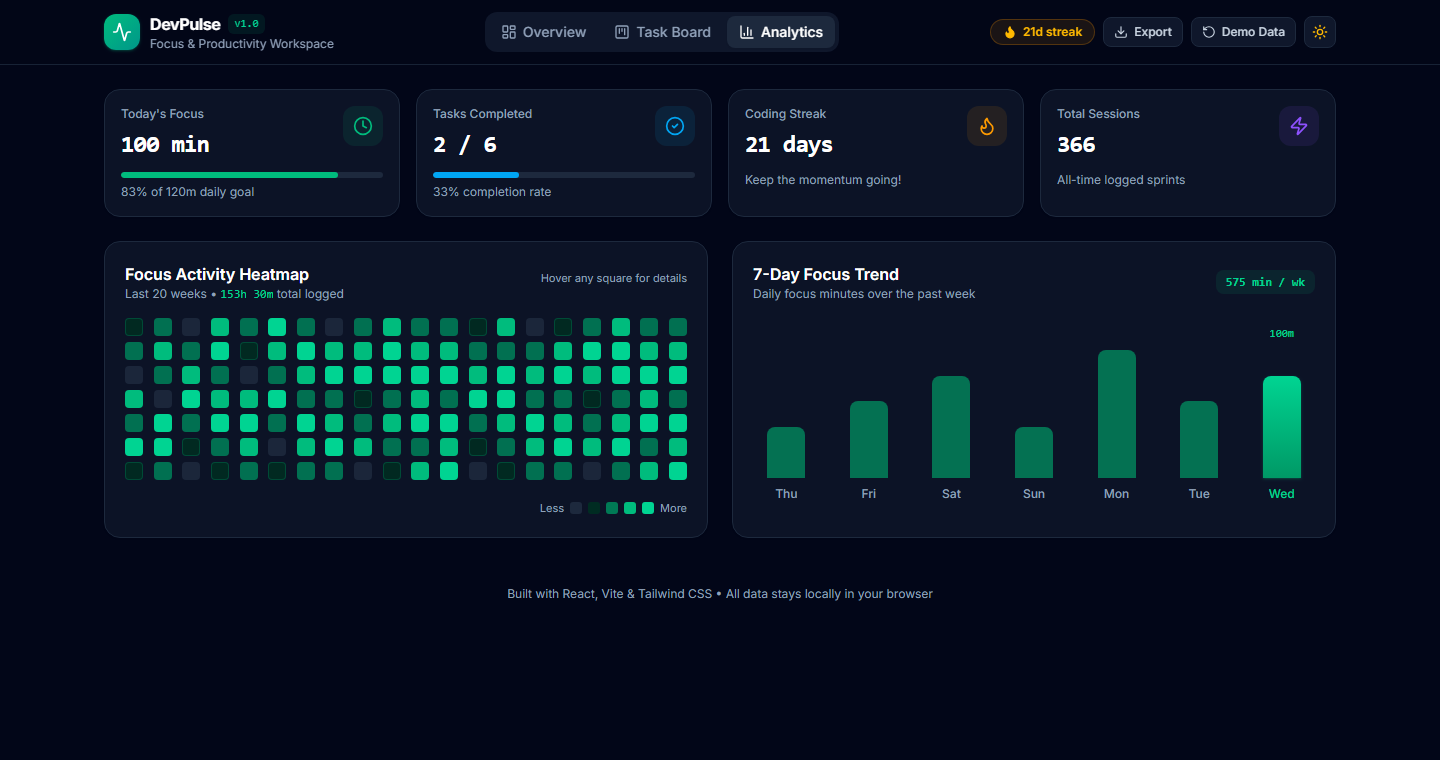 DevPulse v1.0
Focus & Productivity Workspace
Overview
Task Board
Analytics
21d streak
Export
Demo Data
Today's Focus
100 min
83% of 120m daily goal
Tasks Completed
2 / 6
33% completion rate
Coding Streak
21 days
Keep the momentum going!
Total Sessions
366
All-time logged sprints
Focus Activity Heatmap
Last 20 weeks • 153h 30m total logged
Hover any square for details
Less
More
7-Day Focus Trend
Daily focus minutes over the past week
575 min / wk
100m
Thu
Fri
Sat
Sun
Mon
Tue
Wed
Built with React, Vite & Tailwind CSS • All data stays locally in your browser